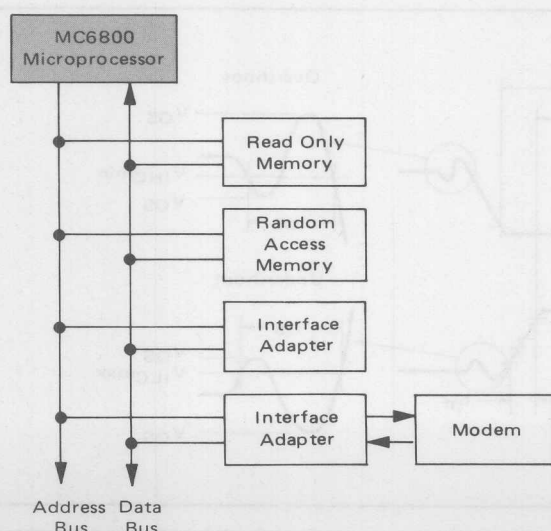 MC6800
Microprocessor
Read Only
Memory
Random
Access
Memory
Interface
Adapter
Interface
Adapter
Modem
Address Data
Bus Bus